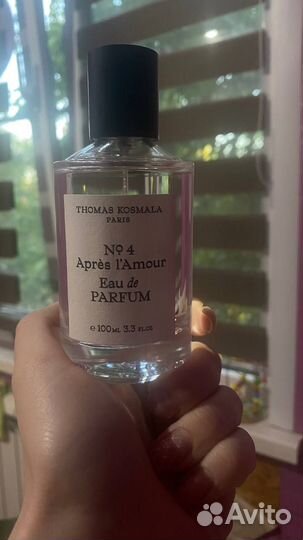 THOMAS KOSMALA
PARIS
Nº 4
Après l'Amour
Eau de
PARFUM
e 100 ML 3.3 FL OZ
Avito